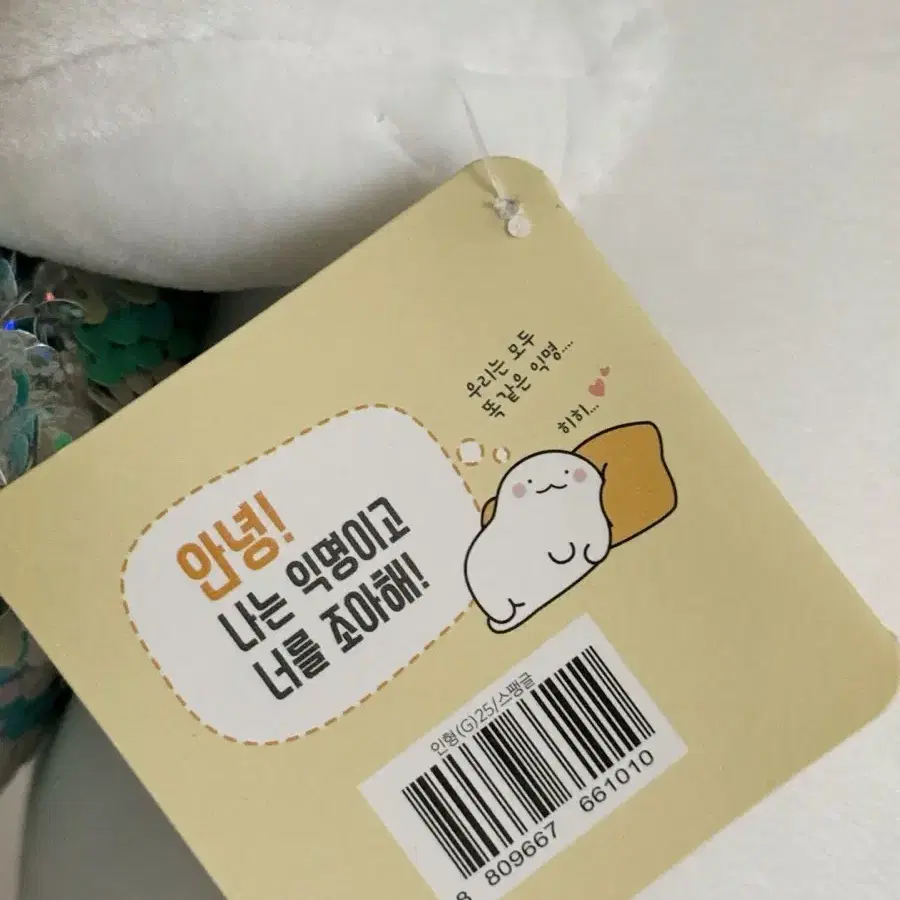 우리는 모두
똑같은 익명....
히히...
안녕!
나는 익명이고
너를 조아해!
인형(G)25/스팽글
8 809667 661010